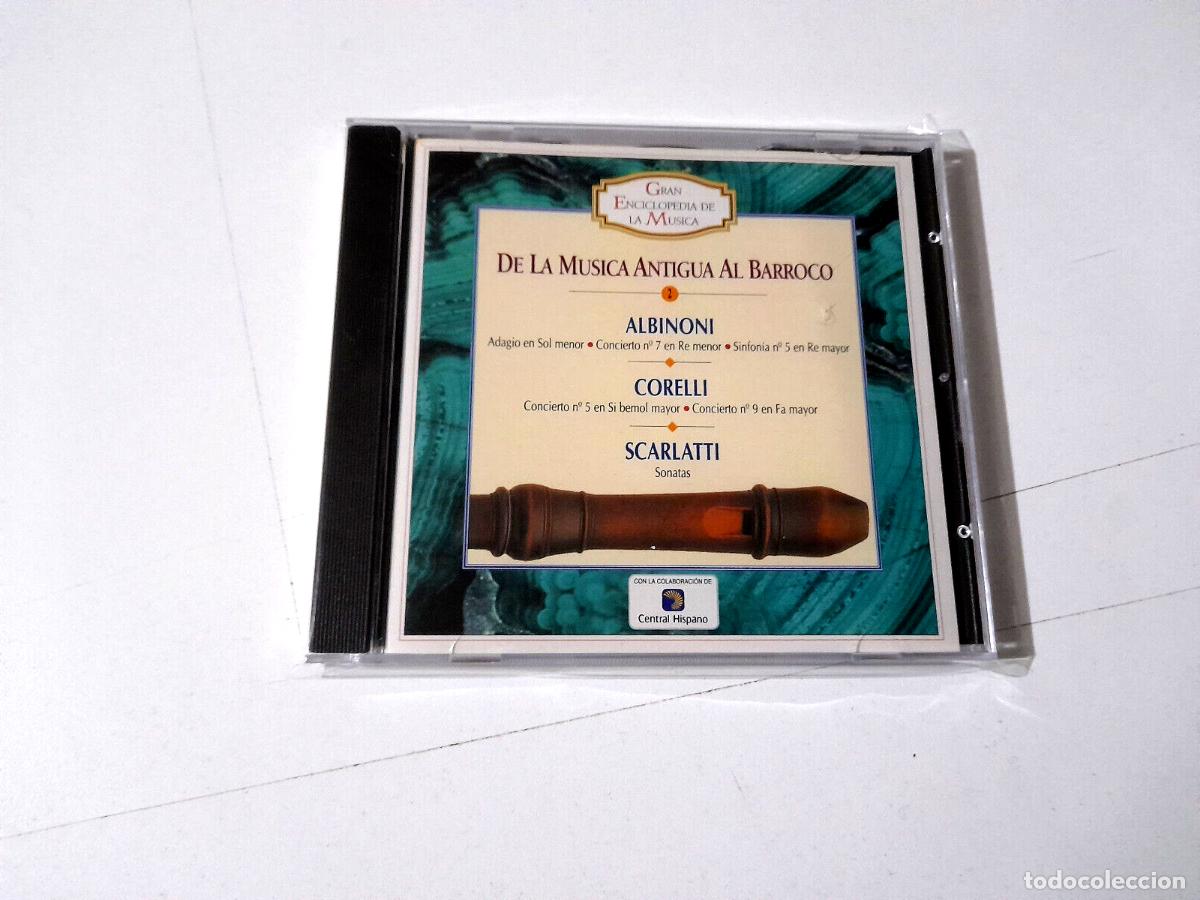 GRAN
ENCICLOPEDIA DE
LA MUSICA
DE LA MUSICA ANTIGUA AL BARROCO
2
ALBINONI
Adagio en Sol menor • Concierto nº 7 en Re menor • Sinfonía nº 5 en Re mayor
CORELLI
Concierto nº 5 en Si bemol mayor • Concierto nº 9 en Fa mayor
SCARLATTI
Sonatas
CON LA COLABORACIÓN DE
Central Hispano
todocoleccion